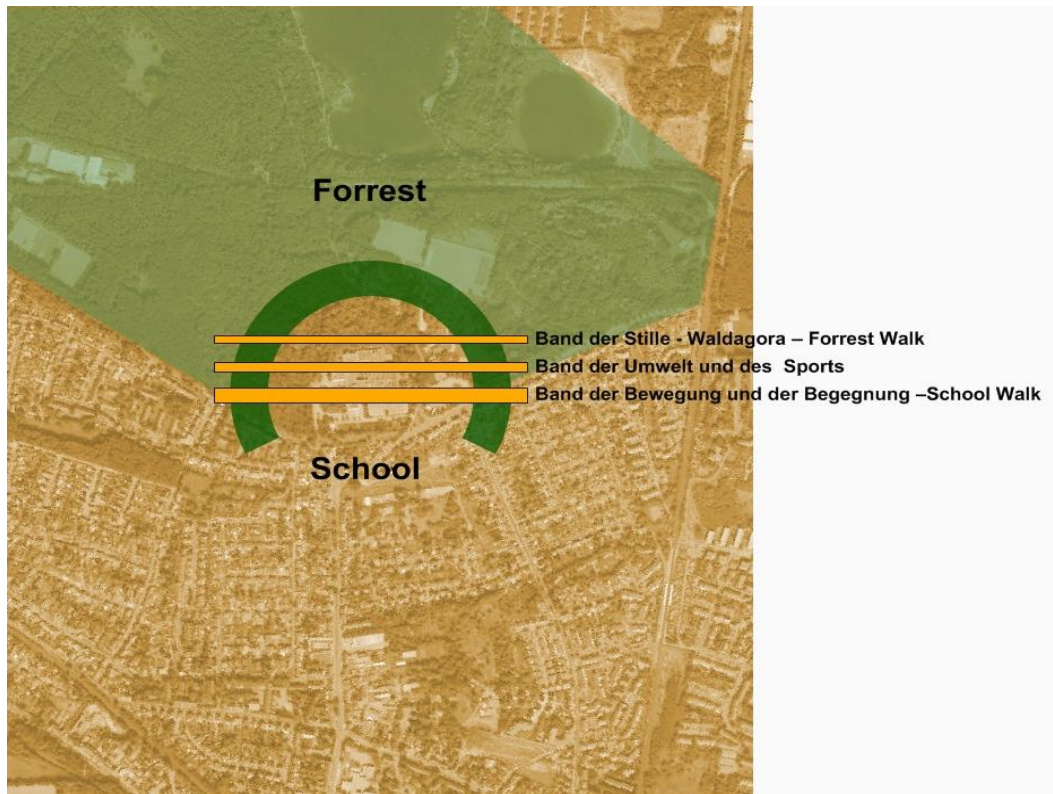 Forrest
Band der Stille - Waldagora – Forrest Walk
Band der Umwelt und des Sports
Band der Bewegung und der Begegnung –School Walk
School